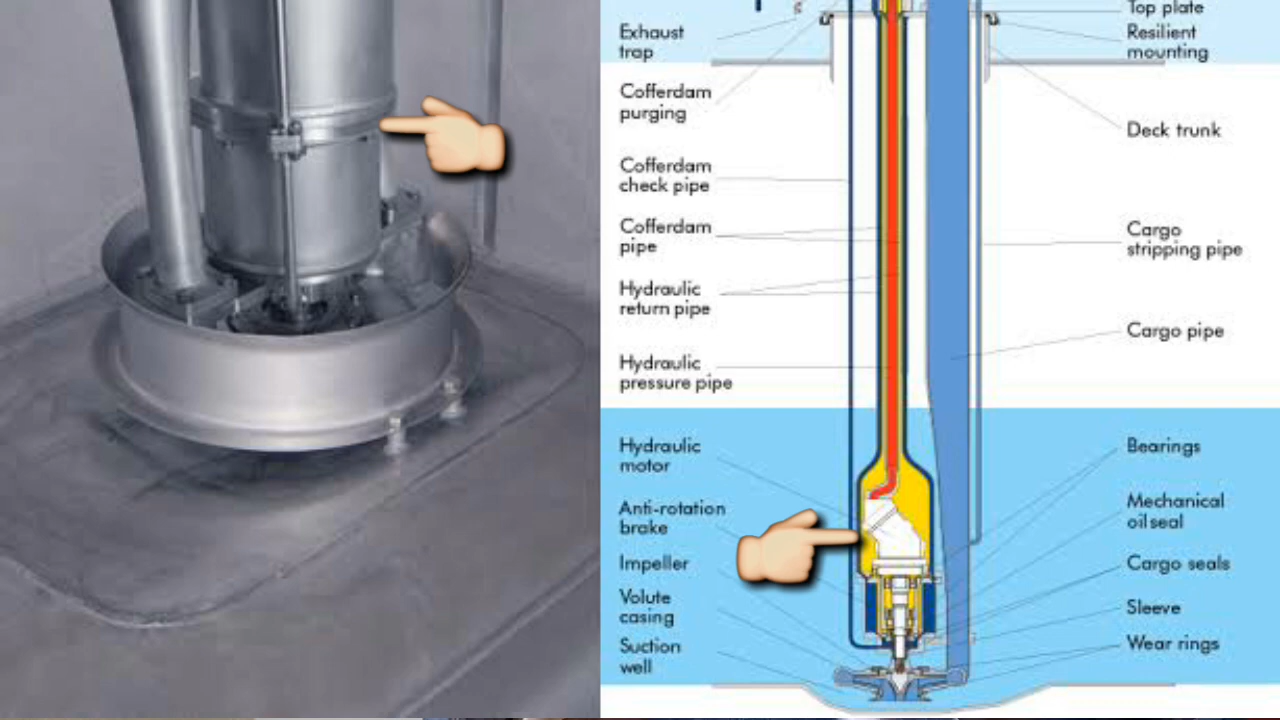 Exhaust
trap
Cofferdam
purging
Cofferdam
check pipe
Cofferdam
pipe
Hydraulic
return pipe
Hydraulic
pressure pipe
Hydraulic
motor
Anti-rotation
brake
Impeller
Volute
casing
Suction
well
Top plate
Resilient
mounting
Deck trunk
Cargo
stripping pipe
Cargo pipe
Bearings
Mechanical
oil seal
Cargo seals
Sleeve
Wear rings